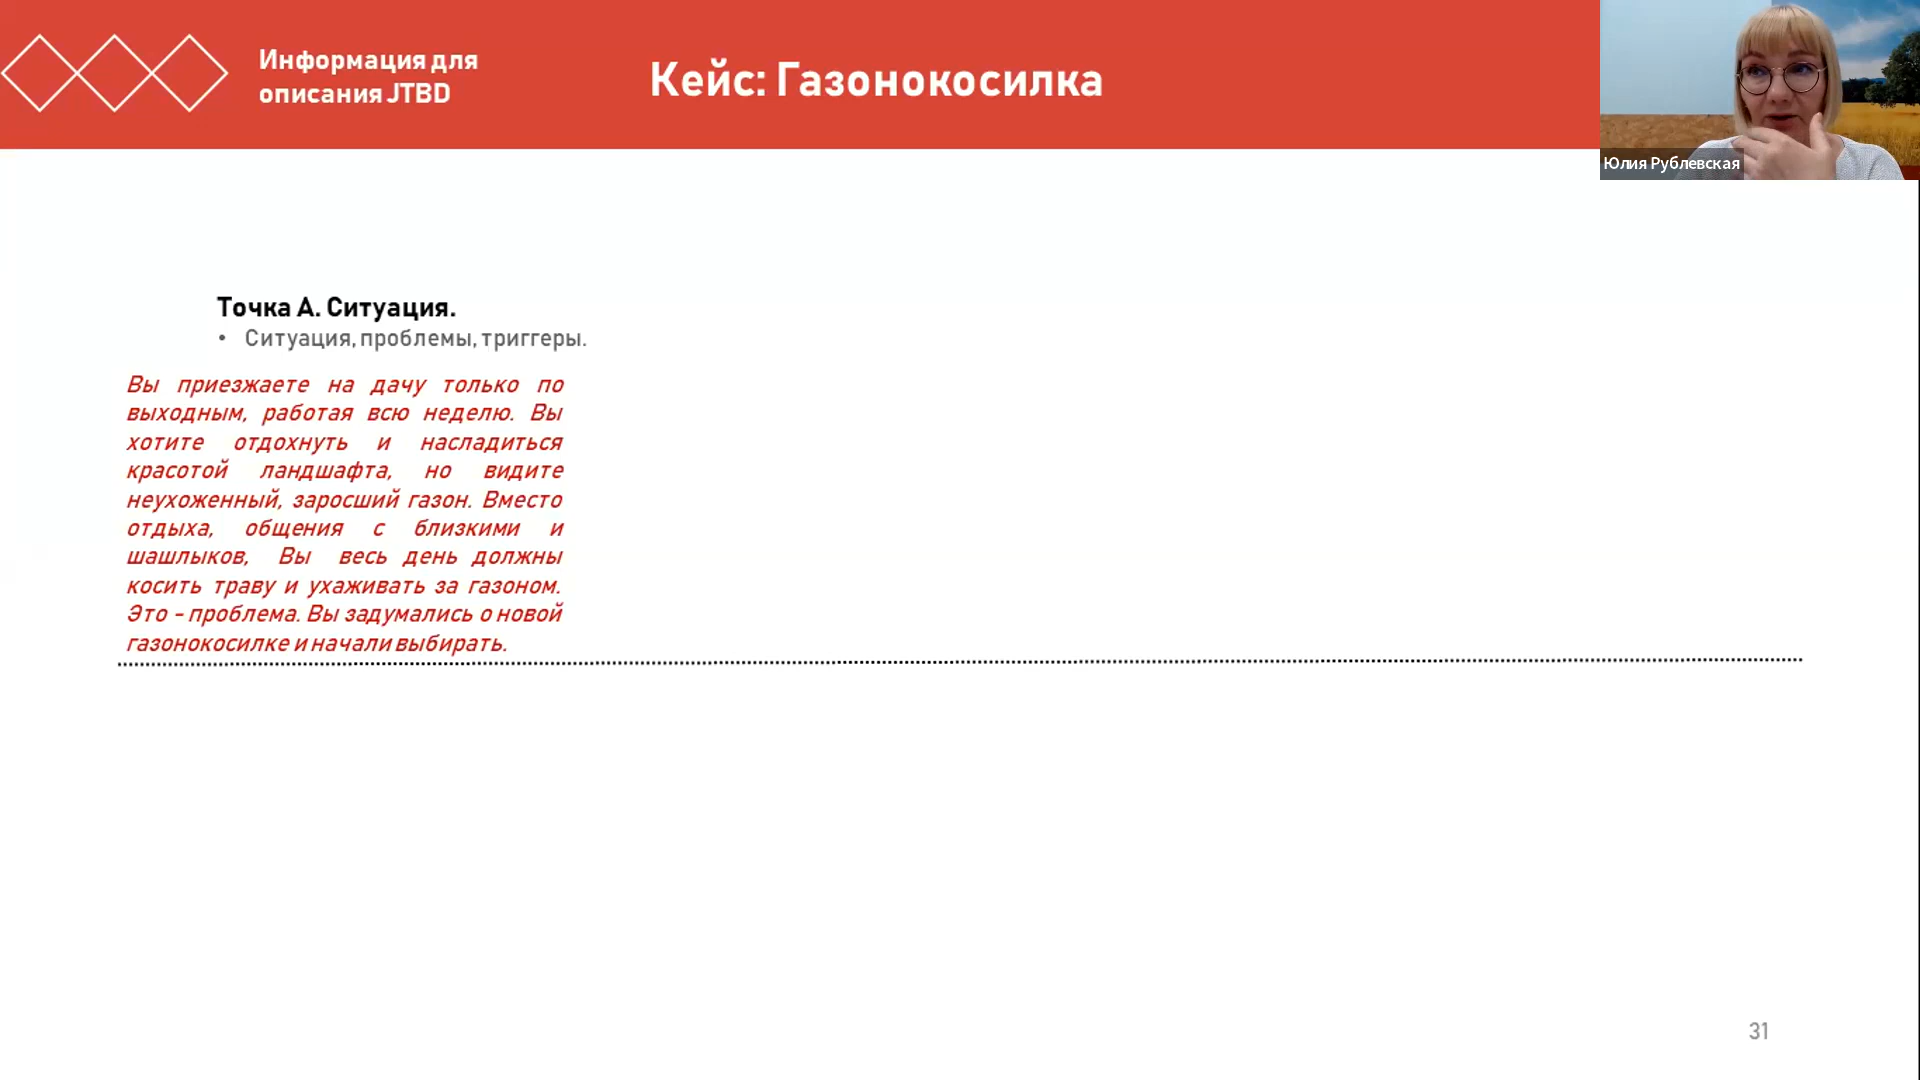 Информация для
описания JTBD
Кейс: Газонокосилка
Юлия Рублевская
Точка А. Ситуация.
• Ситуация, проблемы, триггеры.
Вы приезжаете на дачу только по
выходным, работая всю неделю. Вы
хотите отдохнуть и насладиться
красотой ландшафта, но видите
неухоженный, заросший газон. Вместо
отдыха, общения с близкими и
шашлыков, Вы весь день должны
косить траву и ухаживать за газоном.
Это - проблема. Вы задумались о новой
газонокосилке и начали выбирать.
31